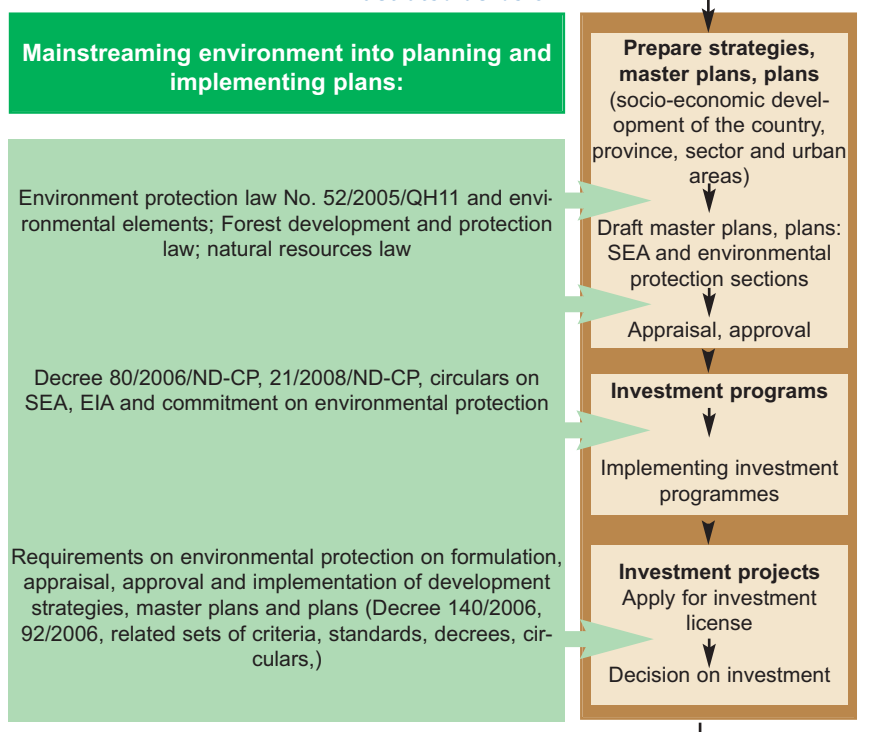 Mainstreaming environment into planning and
implementing plans:
Environment protection law No. 52/2005/QH11 and envi-
ronmental elements; Forest development and protection
law; natural resources law
Decree 80/2006/ND-CP, 21/2008/ND-CP, circulars on
SEA, EIA and commitment on environmental protection
Requirements on environmental protection on formulation,
appraisal, approval and implementation of development
strategies, master plans and plans (Decree 140/2006,
92/2006, related sets of criteria, standards, decrees, cir-
culars,)
Prepare strategies,
master plans, plans
(socio-economic devel-
opment of the country,
province, sector and urban
areas)
Draft master plans, plans:
SEA and environmental
protection sections
Appraisal, approval
Investment programs
Implementing investment
programmes
Investment projects
Apply for investment
license
Decision on investment